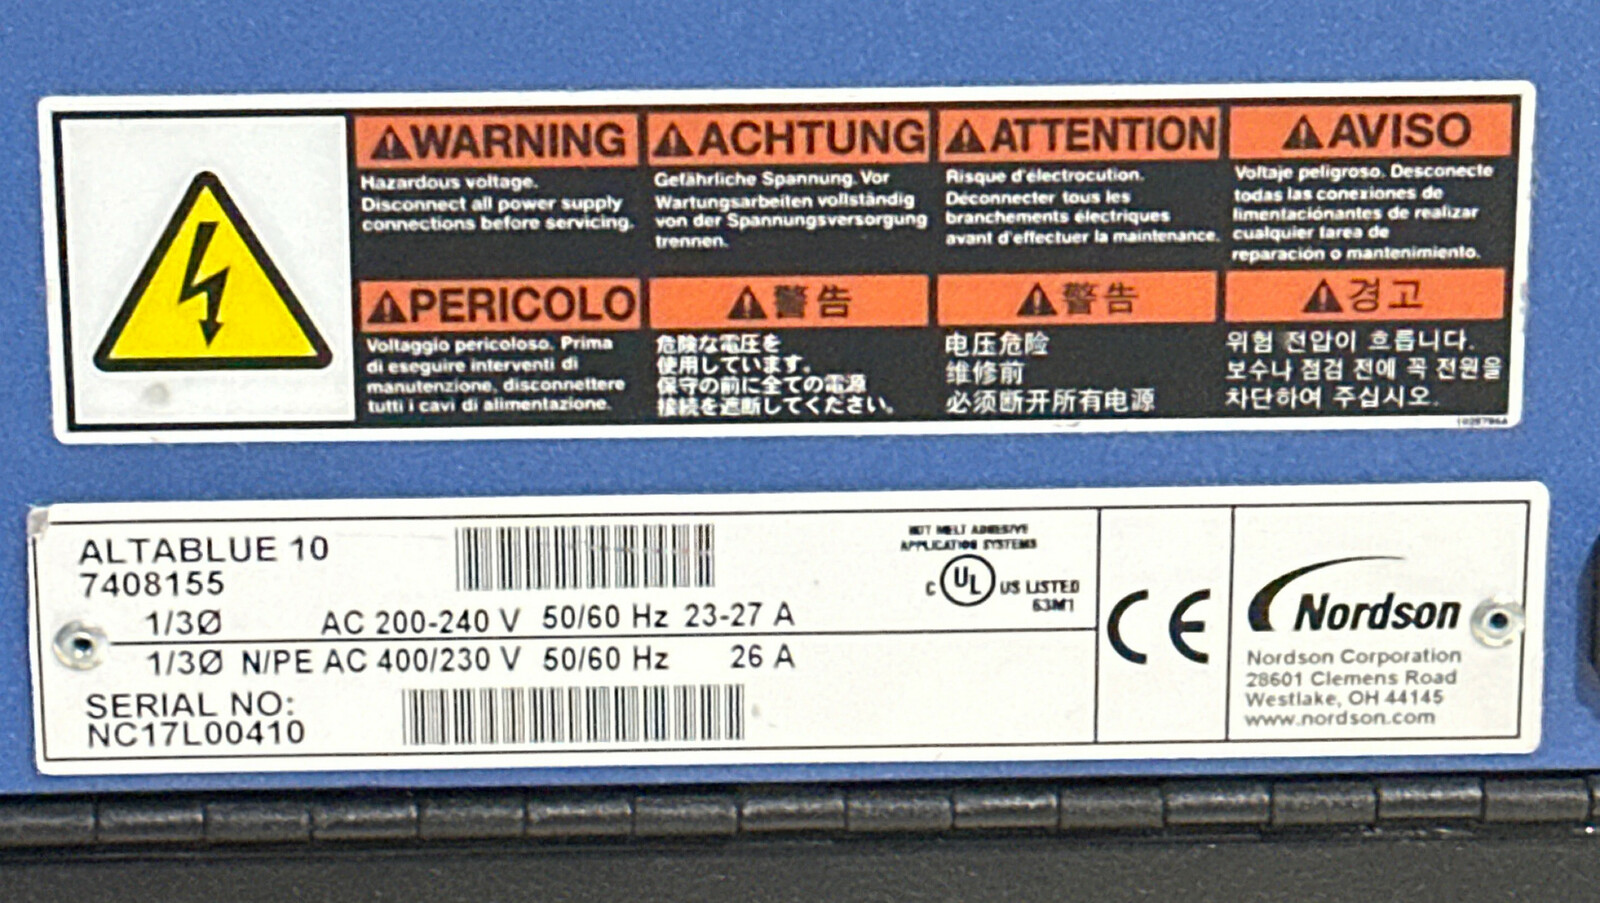 WARNING
Hazardous voltage.
Disconnect all power supply
connections before servicing.
ACHTUNG
Gefährliche Spannung. Vor
Wartungsarbeiten vollständig
von der Spannungsversorgung
trennen.
ATTENTION
Risque d'électrocution.
Déconnecter tous les
branchements électriques
avant d'effectuer la maintenance.
AVISO
Voltaje peligroso. Desconecte
todas las conexiones de
limentaciónantes de realizar
cualquier tarea de
reparación o mantenimiento.
PERICOLO
Voltaggio pericoloso. Prima
di eseguire interventi di
manutenzione, disconnettere
tutti i cavi di alimentazione.
警告
危険な電圧を
使用しています。
保守の前に全ての電源
接続を遮断してください。
警告
电压危险
维修前
必须断开所有电源
경고
위험 전압이 흐릅니다.
보수나 점검 전에 꼭 전원을
차단하여 주십시오.
ALTABLUE 10
7408155
1/3Ø AC 200-240 V 50/60 Hz 23-27 A
1/3Ø N/PE AC 400/230 V 50/60 Hz 26 A
SERIAL NO:
NC17L00410
HOT MELT ADHESIVE
APPLICATION SYSTEMS
C UL US LISTED
63M1
CE
Nordson
Nordson Corporation
28601 Clemens Road
Westlake, OH 44145
www.nordson.com